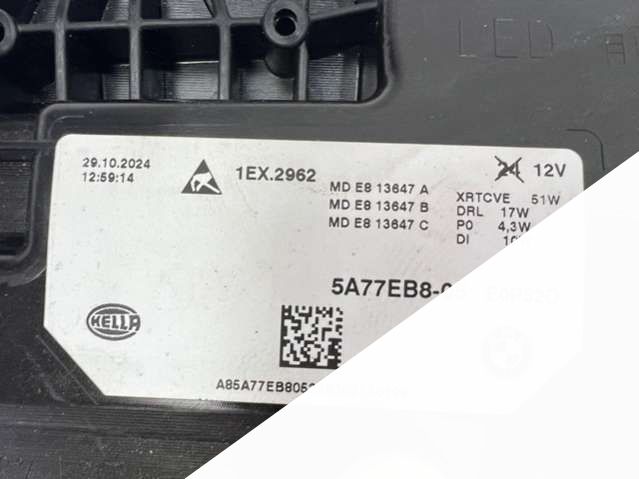 LED
29.10.2024
12:59:14
1EX.2962
24 12V
MD E8 13647 A
MD E8 13647 B
MD E8 13647 C
XRTCVE 51W
DRL 17W
P0 4,3W
DI
5A77EB8-
HELLA